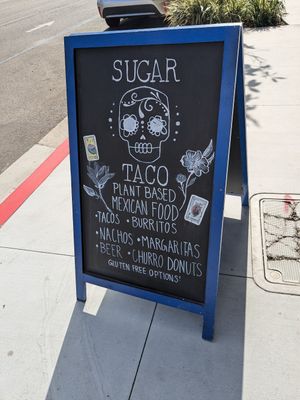 SUGAR
TACO
PLANT BASED
MEXICAN FOOD
• TACOS • BURRITOS
• NACHOS • MARGARITAS
• BEER • CHURRO DONUTS
GLUTEN FREE OPTIONS